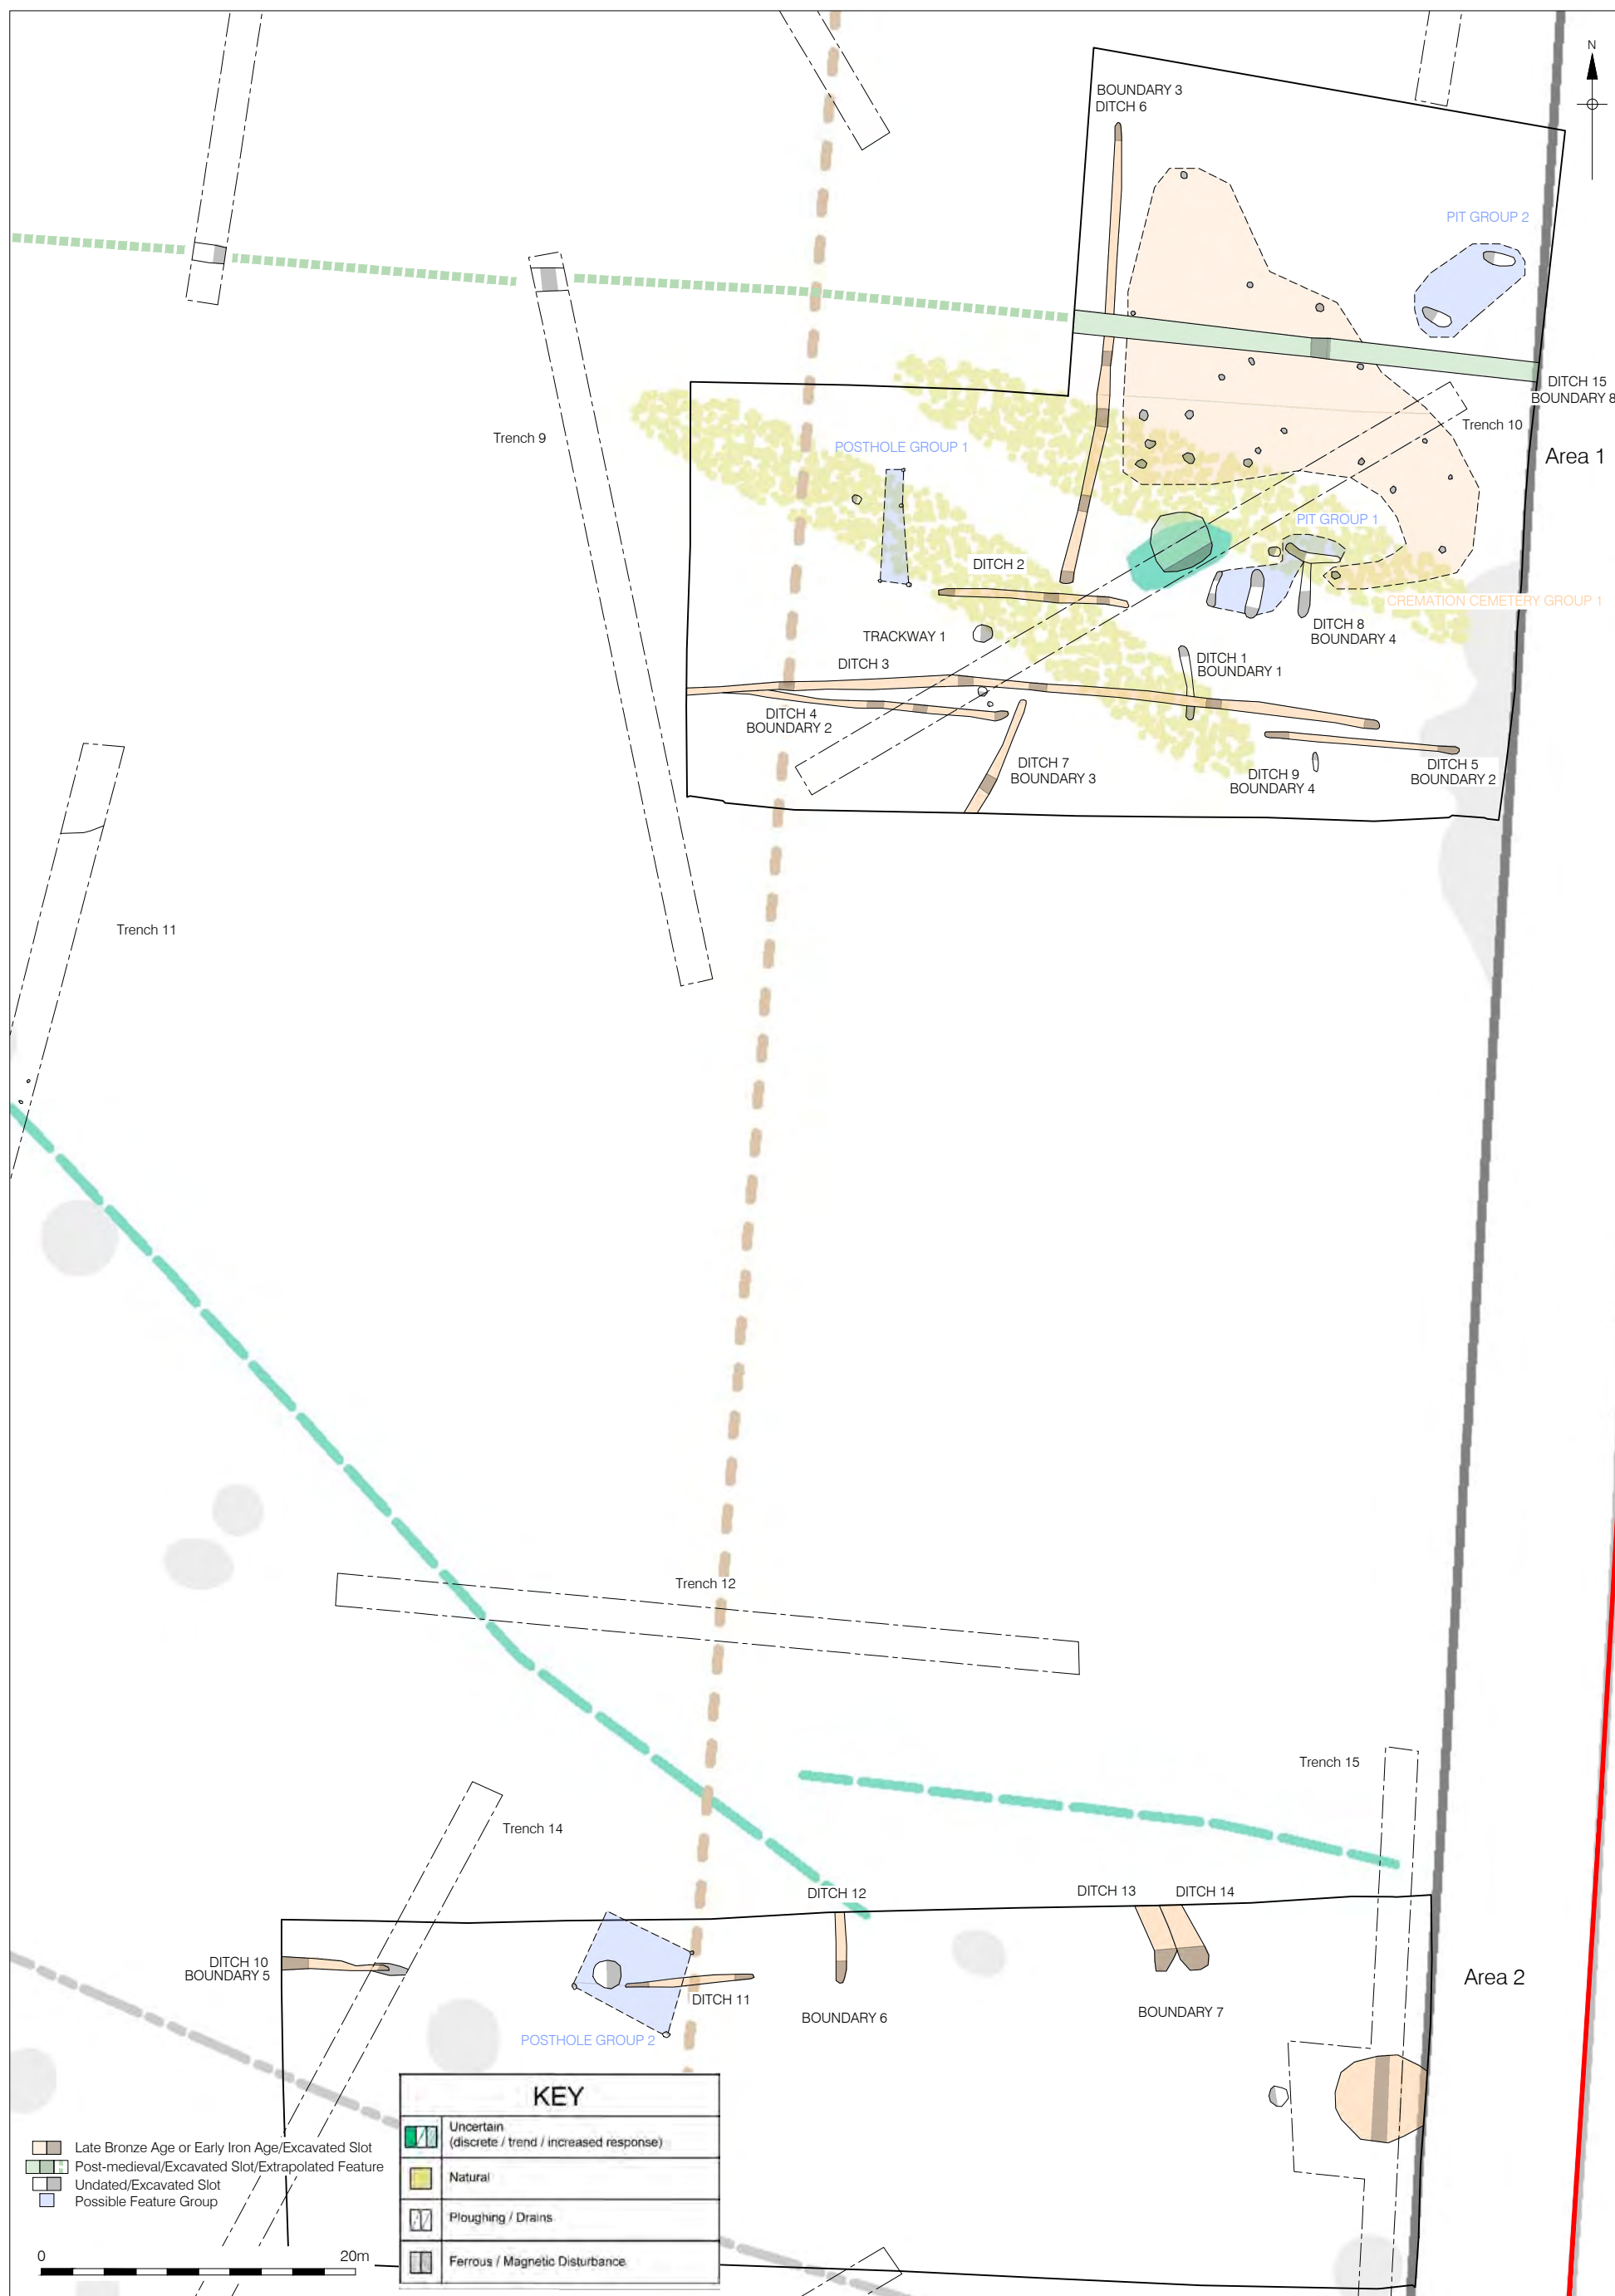 N
BOUNDARY 3
DITCH 6
PIT GROUP 2
DITCH 15
BOUNDARY 8
Trench 9
Trench 10
POSTHOLE GROUP 1
Area 1
PIT GROUP 1
DITCH 2
CREMATION CEMETERY GROUP 1
DITCH 8
BOUNDARY 4
TRACKWAY 1
DITCH 3
DITCH 1
BOUNDARY 1
DITCH 4
BOUNDARY 2
DITCH 7
BOUNDARY 3
DITCH 9
BOUNDARY 4
DITCH 5
BOUNDARY 2
Trench 11
Trench 12
Trench 15
Trench 14
DITCH 12
DITCH 13
DITCH 14
DITCH 10
BOUNDARY 5
DITCH 11
Area 2
BOUNDARY 6
BOUNDARY 7
POSTHOLE GROUP 2
KEY
Uncertain
(discrete / trend / increased response)
Natural
Ploughing / Drains
Ferrous / Magnetic Disturbance
Late Bronze Age or Early Iron Age/Excavated Slot
Post-medieval/Excavated Slot/Extrapolated Feature
Undated/Excavated Slot
Possible Feature Group
0
20m